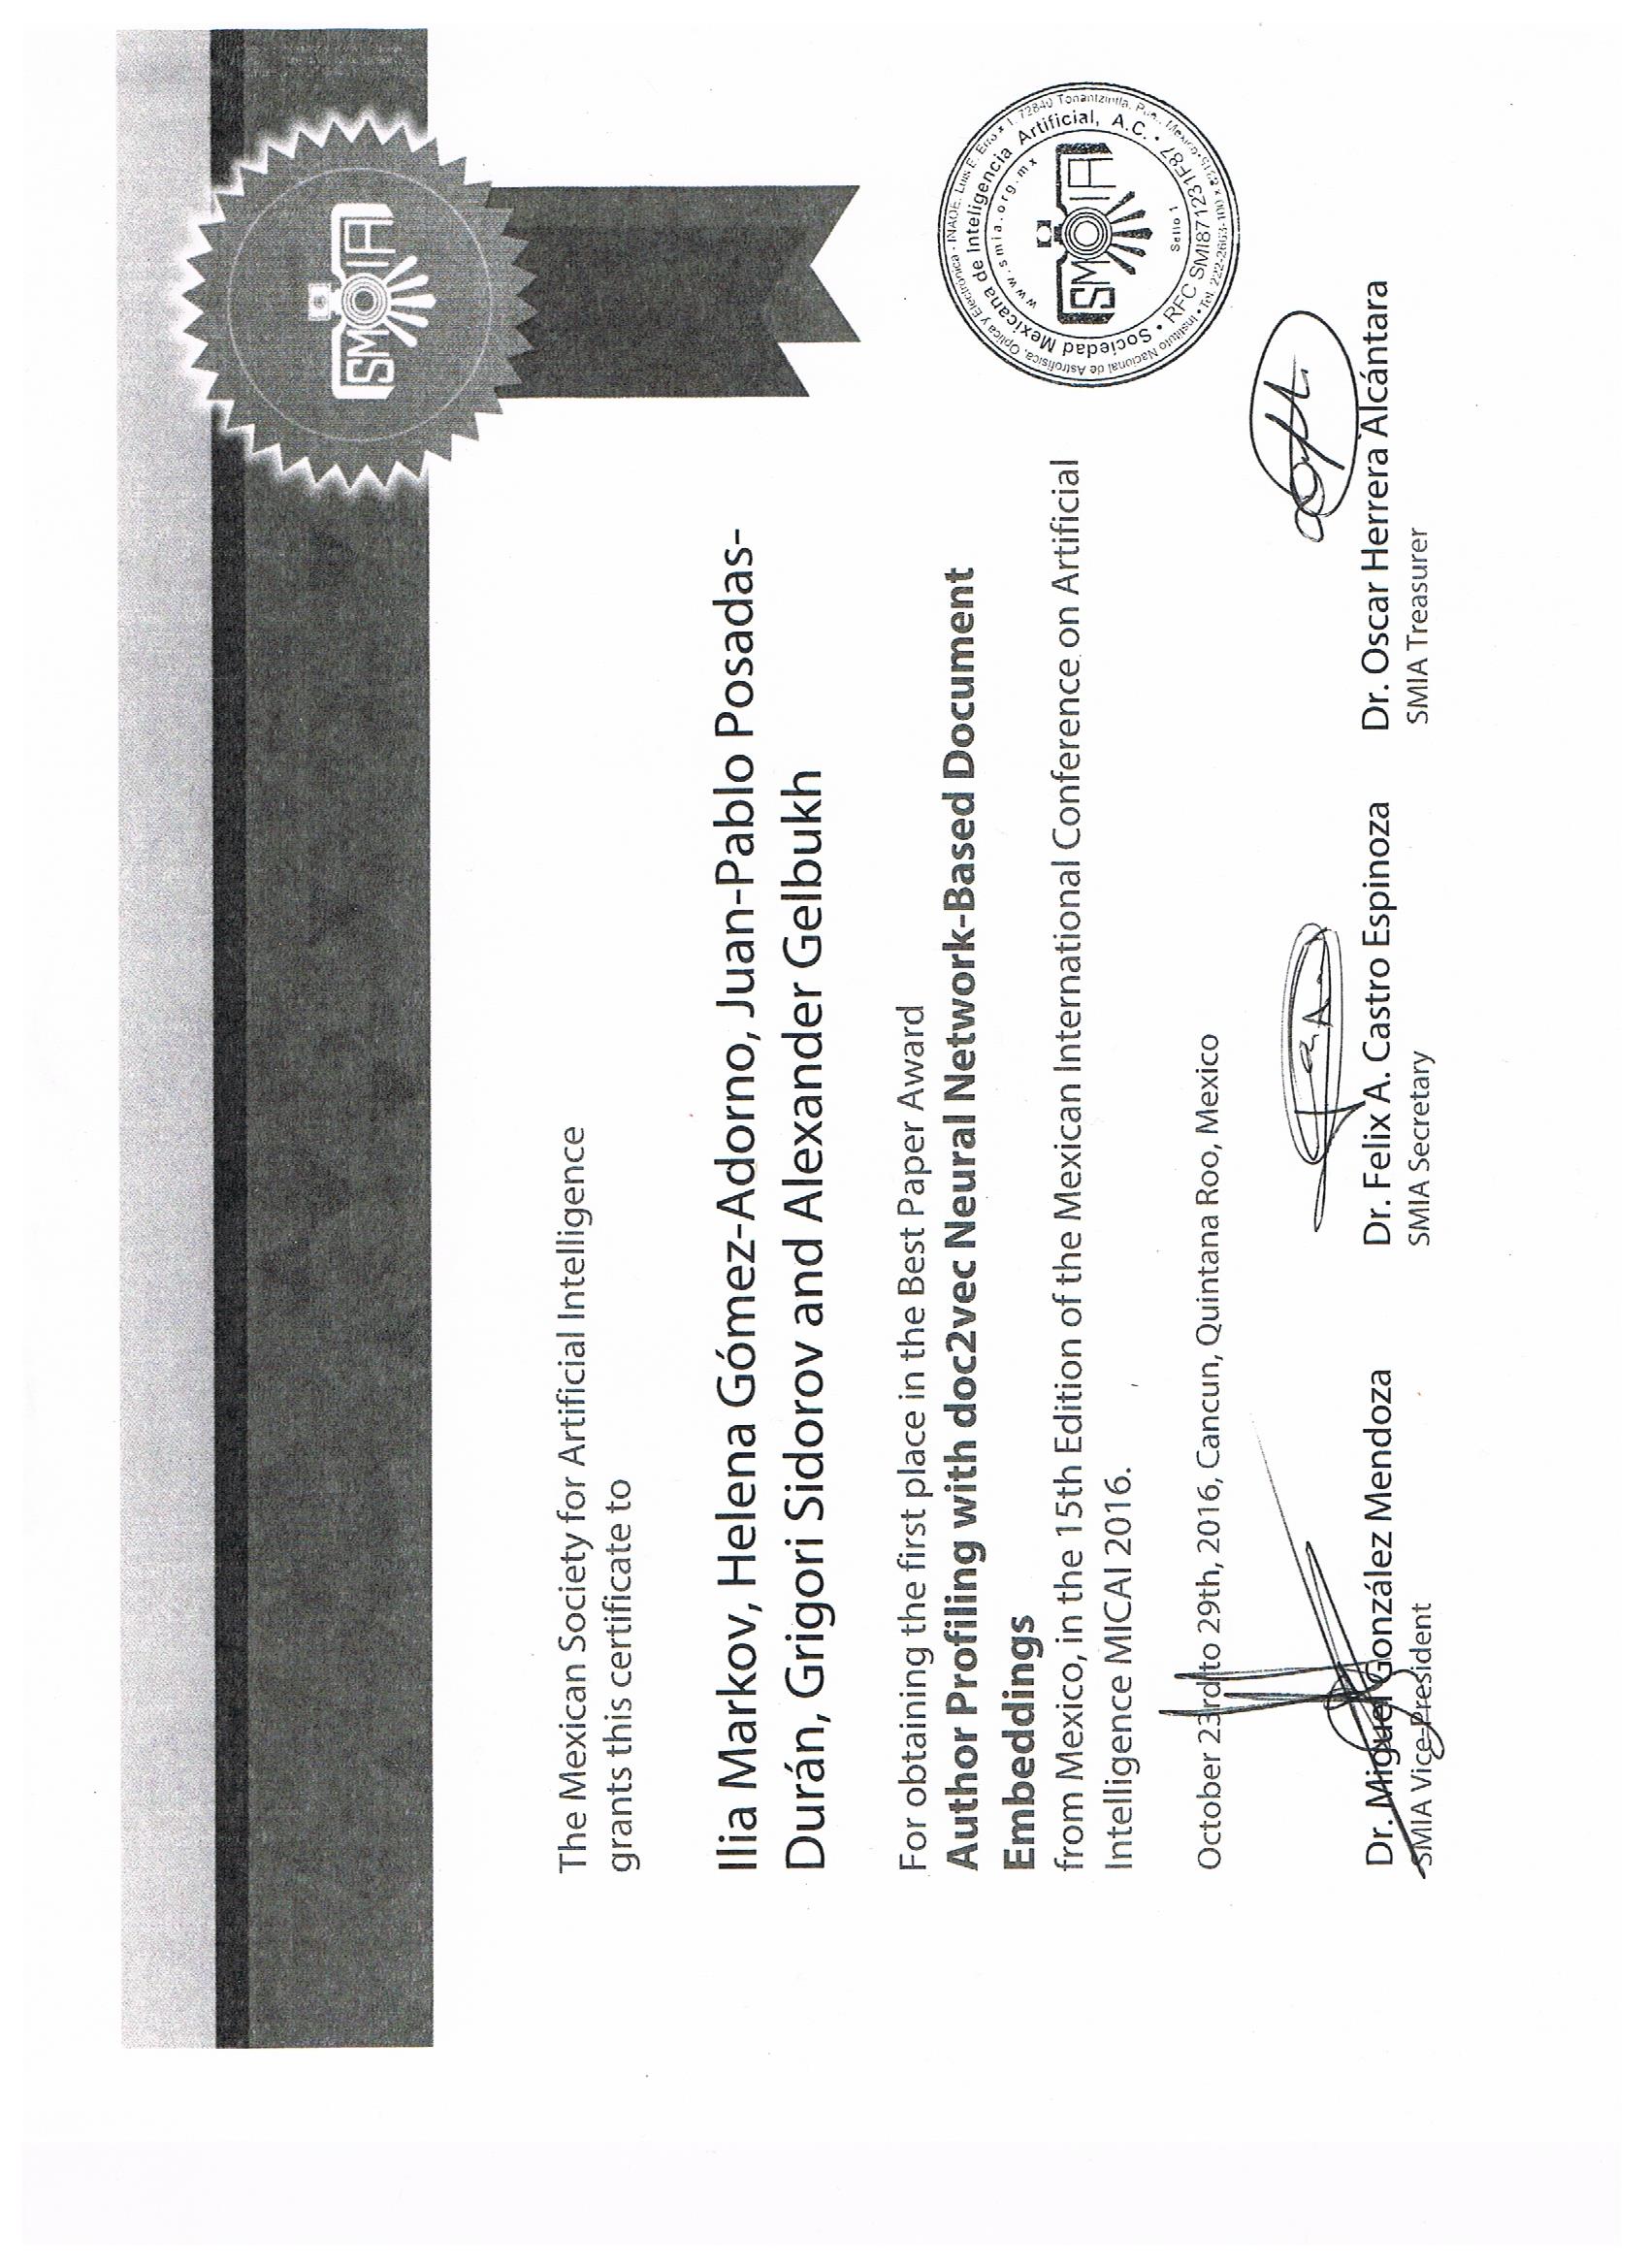 SMIA
The Mexican Society for Artificial Intelligence
grants this certificate to
Ilia Markov, Helena Gómez-Adorno, Juan-Pablo Posadas-
Durán, Grigori Sidorov and Alexander Gelbukh
For obtaining the first place in the Best Paper Award
Author Profiling with doc2vec Neural Network-Based Document
Embeddings
from Mexico, in the 15th Edition of the Mexican International Conference on Artificial
Intelligence MICAI 2016.
October 23rd to 29th, 2016, Cancun, Quintana Roo, Mexico
Instituto Nacional de Astrofísica, Óptica y Electrónica - INAOE. Luis E. 72840 Tonantzintla, México • Tel. 222-2663-100 x 8315
• Sociedad Mexicana de Inteligencia Artificial, A.C. •
www.smia.org.mx
SMIA
Sello 1
RFC SMI871231F87
Dr. Miguel González Mendoza
SMIA Vice-President
Dr. Felix A. Castro Espinoza
SMIA Secretary
Dr. Oscar Herrera Alcántara
SMIA Treasurer